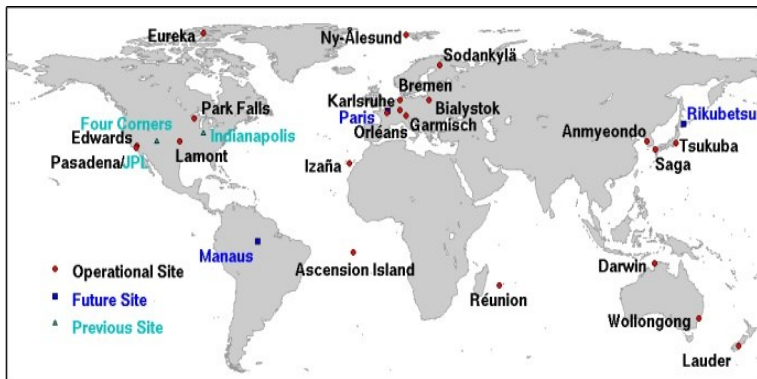 Eureka
Ny-Ålesund
Sodankylä
Bremen
Karlsruhe
Bialystok
Paris
Garmisch
Orléans
Park Falls
Four Corners
Indianapolis
Edwards
Lamont
Pasadena/JPL
Izaña
Rikubetsu
Anmyeondo
Tsukuba
Saga
Manaus
Ascension Island
Réunion
Darwin
Wollongong
Lauder
Operational Site
Future Site
Previous Site